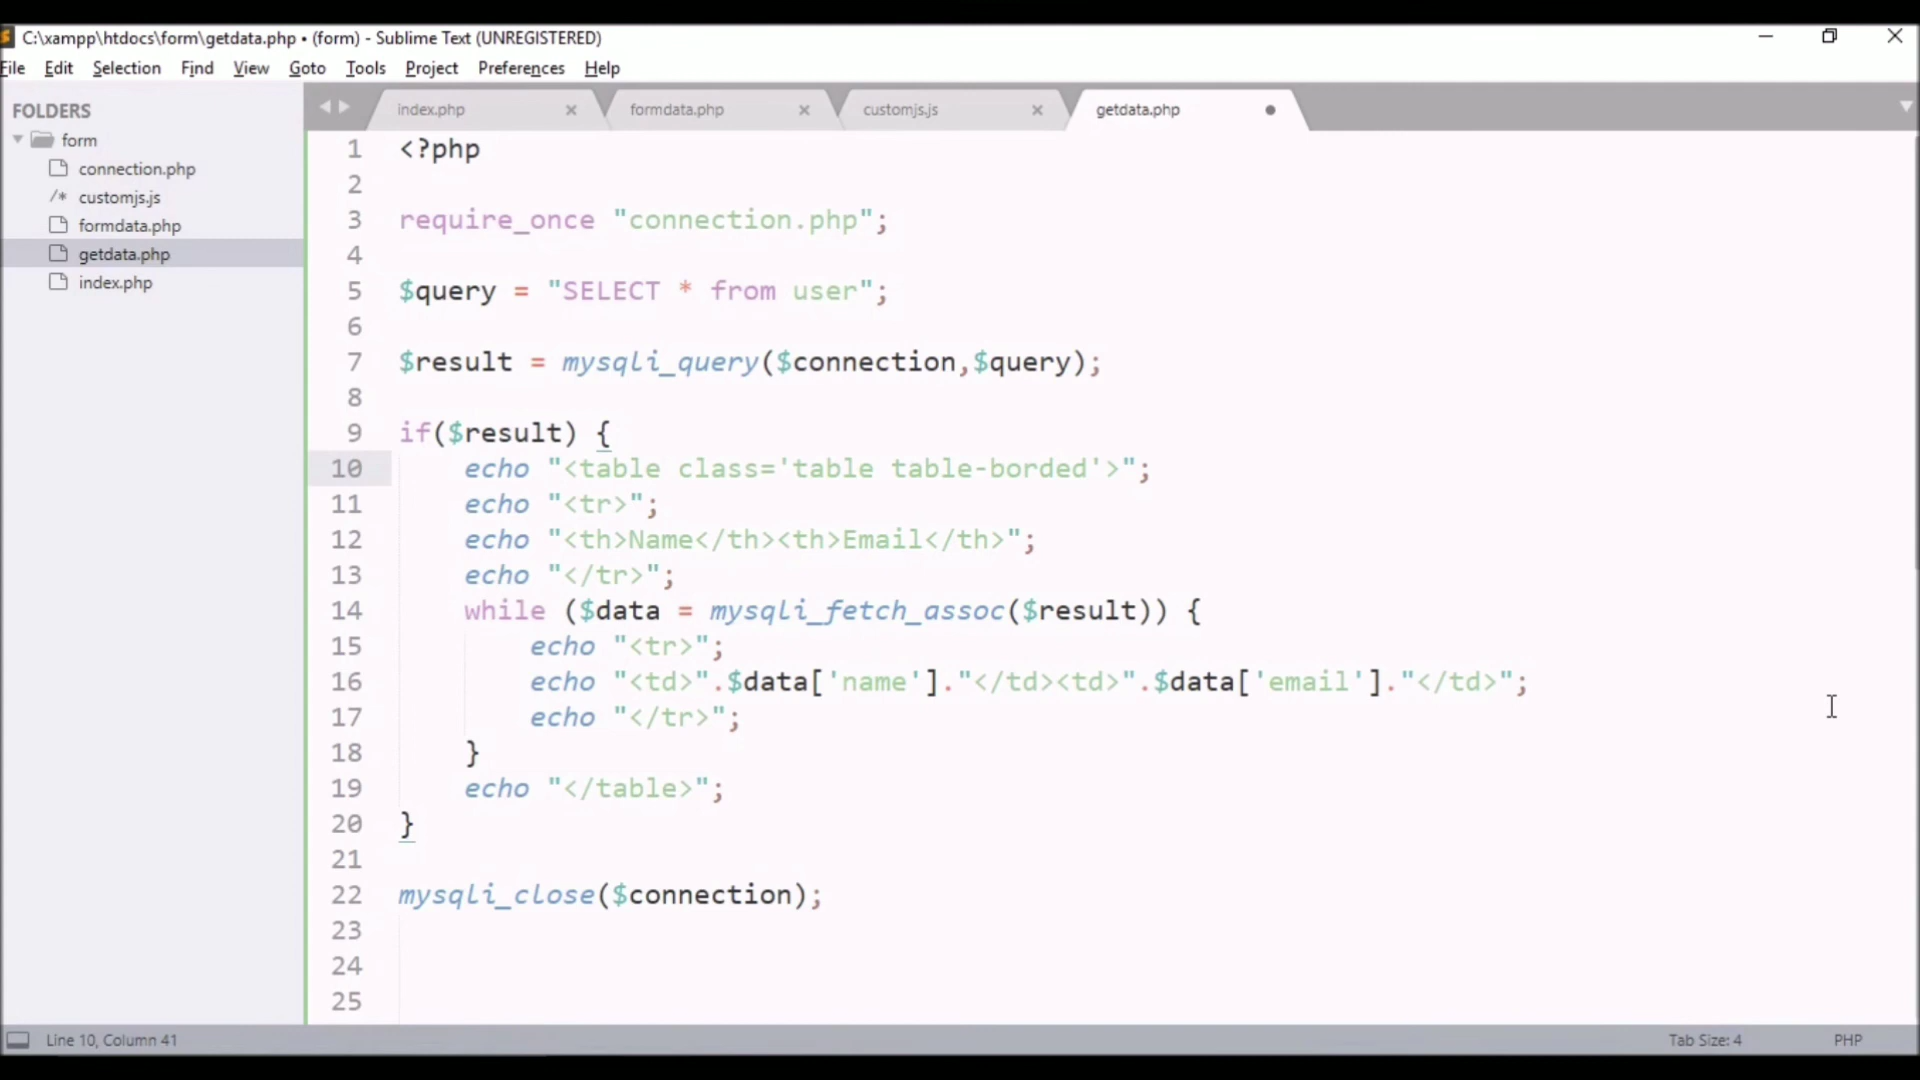 C:\xampp\htdocs\form\getdata.php • (form) - Sublime Text (UNREGISTERED)
File Edit Selection Find View Goto Tools Project Preferences Help
FOLDERS
form
connection.php
/* customjs.js
formdata.php
getdata.php
index.php
index.php formdata.php customjs.js getdata.php
1 <?php
2
3 require_once "connection.php";
4
5 $query = "SELECT * from user";
6
7 $result = mysqli_query($connection,$query);
8
9 if($result) {
10 echo "<table class='table table-borded'>";
11 echo "<tr>";
12 echo "<th>Name</th><th>Email</th>";
13 echo "</tr>";
14 while ($data = mysqli_fetch_assoc($result)) {
15 echo "<tr>";
16 echo "<td>".$data['name']."</td><td>".$data['email']."</td>";
17 echo "</tr>";
18 }
19 echo "</table>";
20 }
21
22 mysqli_close($connection);
23
24
25
Line 10, Column 41 Tab Size: 4 PHP